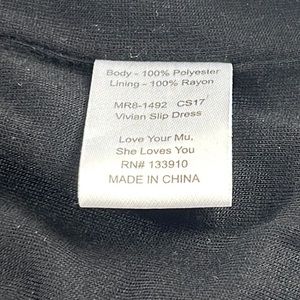 Body - 100% Polyester
Lining - 100% Rayon
MR8-1492 CS17
Vivian Slip Dress
Love Your Mu,
She Loves You
RN# 133910
MADE IN CHINA